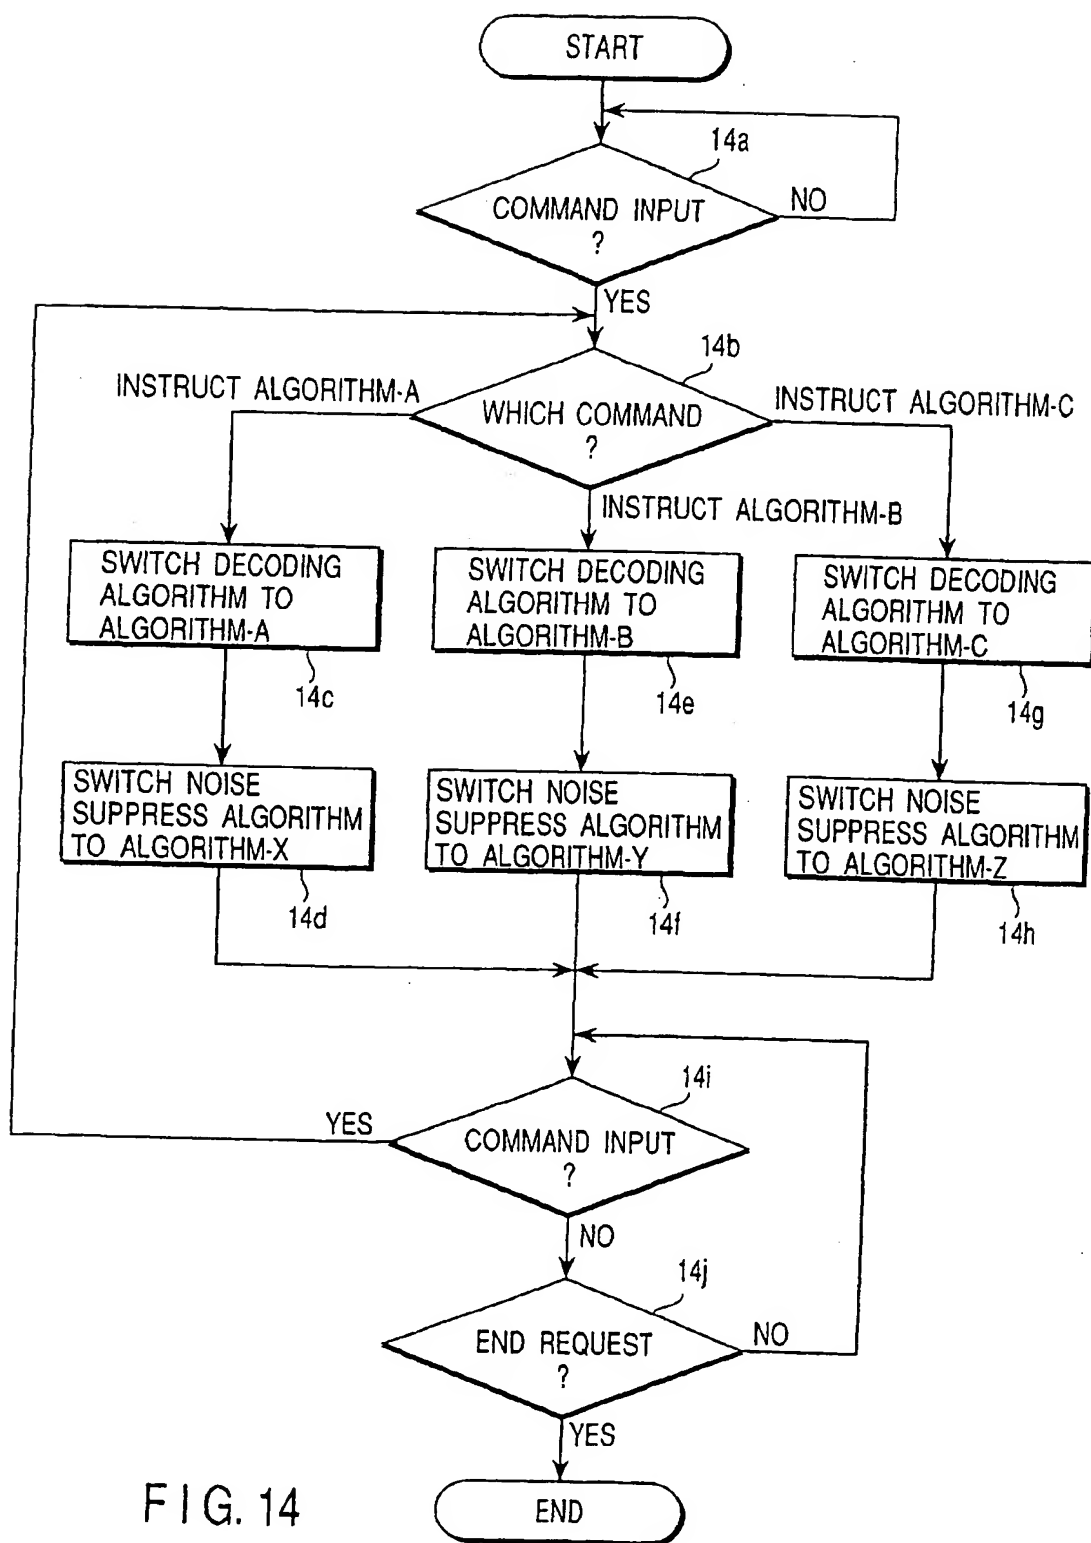 START
14a
COMMAND INPUT
?
NO
YES
14b
INSTRUCT ALGORITHM-A
WHICH COMMAND
?
INSTRUCT ALGORITHM-C
INSTRUCT ALGORITHM-B
SWITCH DECODING
ALGORITHM TO
ALGORITHM-A
14c
SWITCH DECODING
ALGORITHM TO
ALGORITHM-B
14e
SWITCH DECODING
ALGORITHM TO
ALGORITHM-C
14g
SWITCH NOISE
SUPPRESS ALGORITHM
TO ALGORITHM-X
14d
SWITCH NOISE
SUPPRESS ALGORITHM
TO ALGORITHM-Y
14f
SWITCH NOISE
SUPPRESS ALGORITHM
TO ALGORITHM-Z
14h
14i
YES
COMMAND INPUT
?
NO
14j
END REQUEST
?
NO
YES
END
FIG. 14